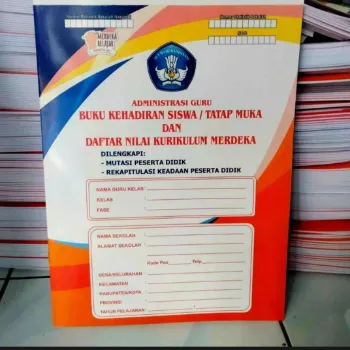 MERDEKA
BELAJAR
ADMINISTRASI GURU
BUKU KEHADIRAN SISWA / TATAP MUKA
DAN
DAFTAR NILAI KURIKULUM MERDEKA
DILENGKAPI:
- MUTASI PESERTA DIDIK
- REKAPITULASI KEADAAN PESERTA DIDIK
NAMA GURU KELAS :
KELAS :
FASE :
NAMA SEKOLAH :
ALAMAT SEKOLAH :
Kode Pos Telp.
DESA/KELURAHAN :
KECAMATAN :
KABUPATEN/KOTA :
PROVINSI :
TAHUN PELAJARAN :